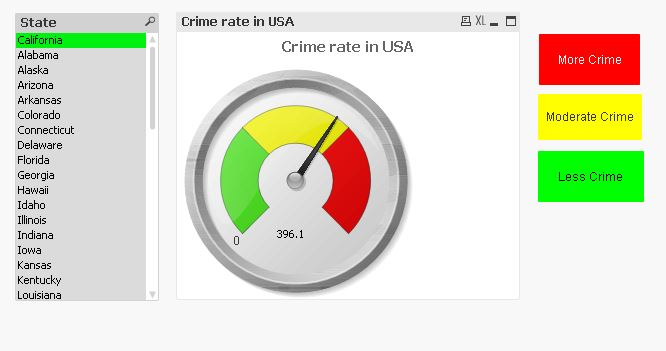 State
California
Alabama
Alaska
Arizona
Arkansas
Colorado
Connecticut
Delaware
Florida
Georgia
Hawaii
Idaho
Illinois
Indiana
Iowa
Kansas
Kentucky
Louisiana
Crime rate in USA
XL
Crime rate in USA
0
396.1
More Crime
Moderate Crime
Less Crime